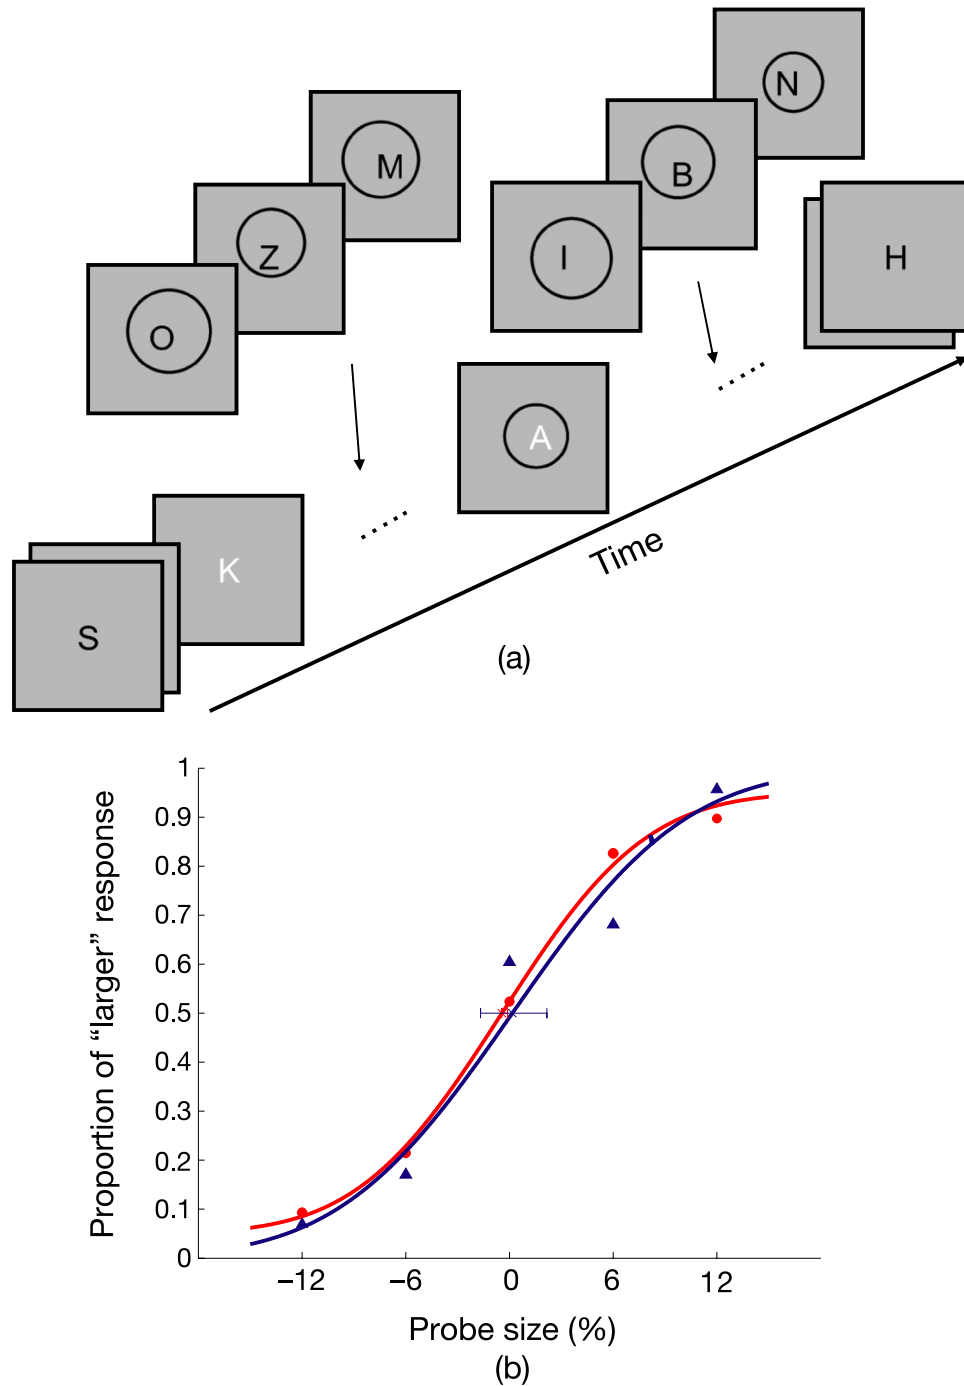 N
M
B
Z
H
I
O
A
K
S
Time
(a)
1
0.9
0.8
0.7
0.6
0.5
0.4
0.3
0.2
0.1
0
Proportion of “larger” response
−12 −6 0 6 12
Probe size (%)
(b)